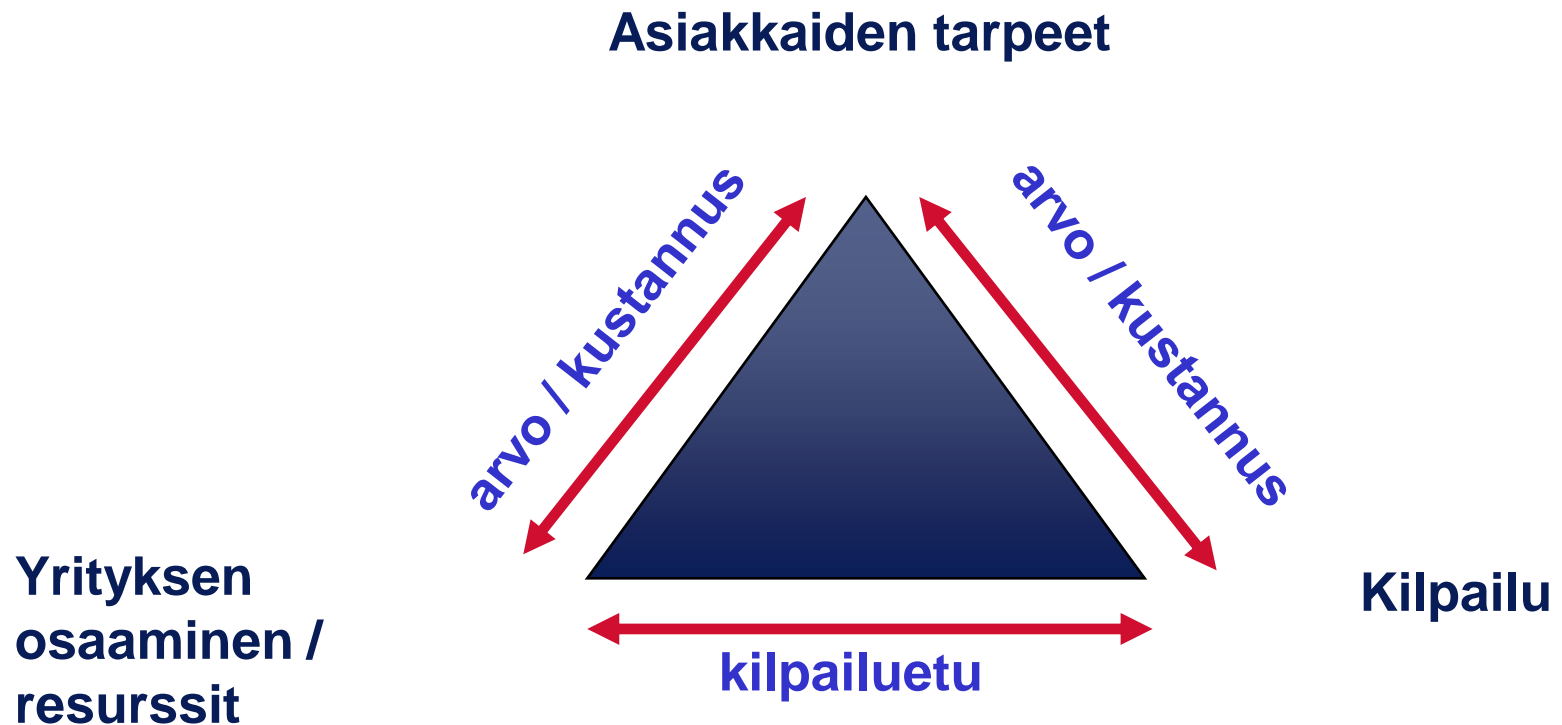 Asiakkaiden tarpeet
arvo / kustannus
arvo / kustannus
Yrityksen
osaaminen /
resurssit
Kilpailu
kilpailuetu